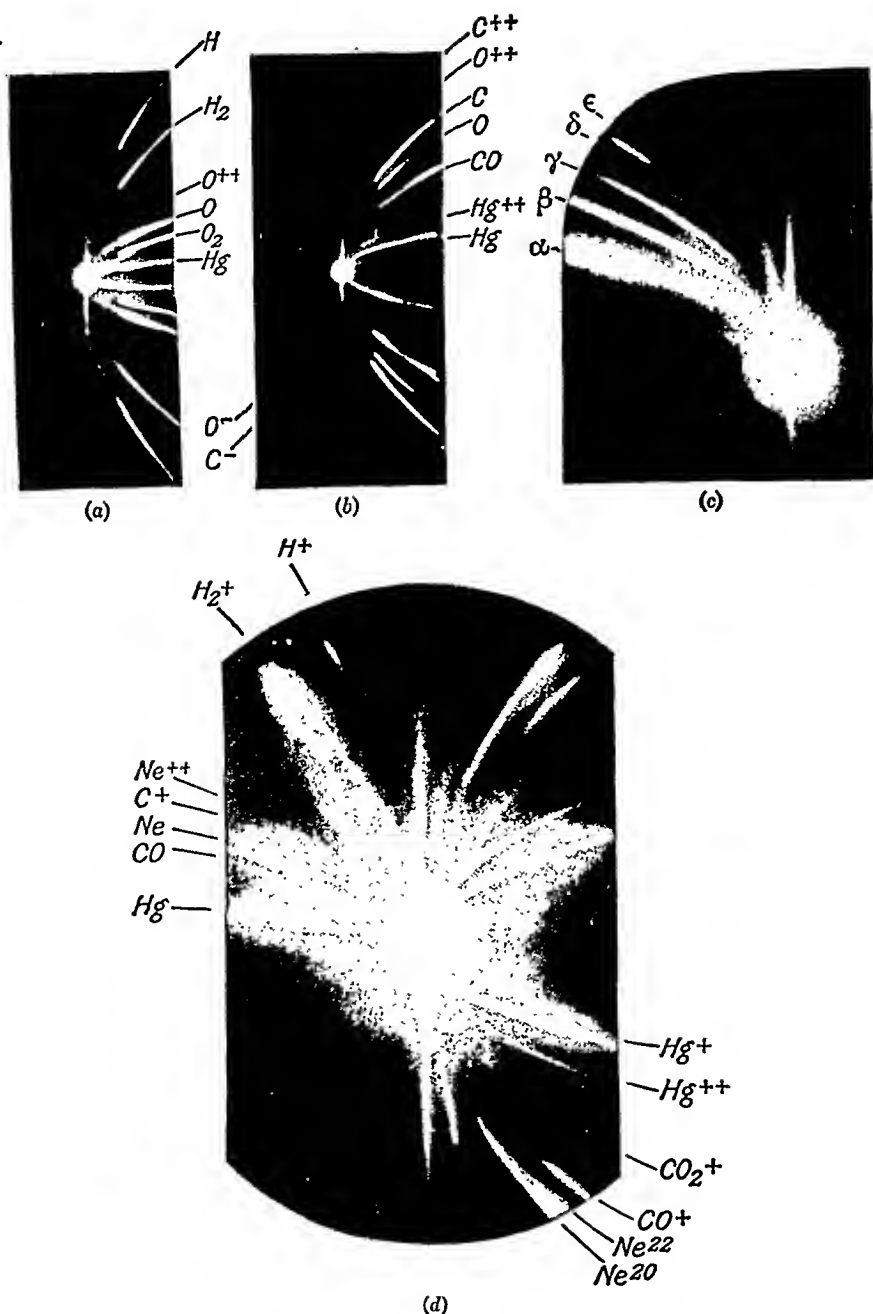 H
H2
O++
O
O2
Hg
(a)
C++
O++
C
O
CO
Hg++
Hg
O-
C-
(b)
ε
δ
γ
β
α
(c)
H+
H2+
Ne++
C+
Ne
CO
Hg
Hg+
Hg++
CO2+
CO+
Ne22
Ne20
(d)